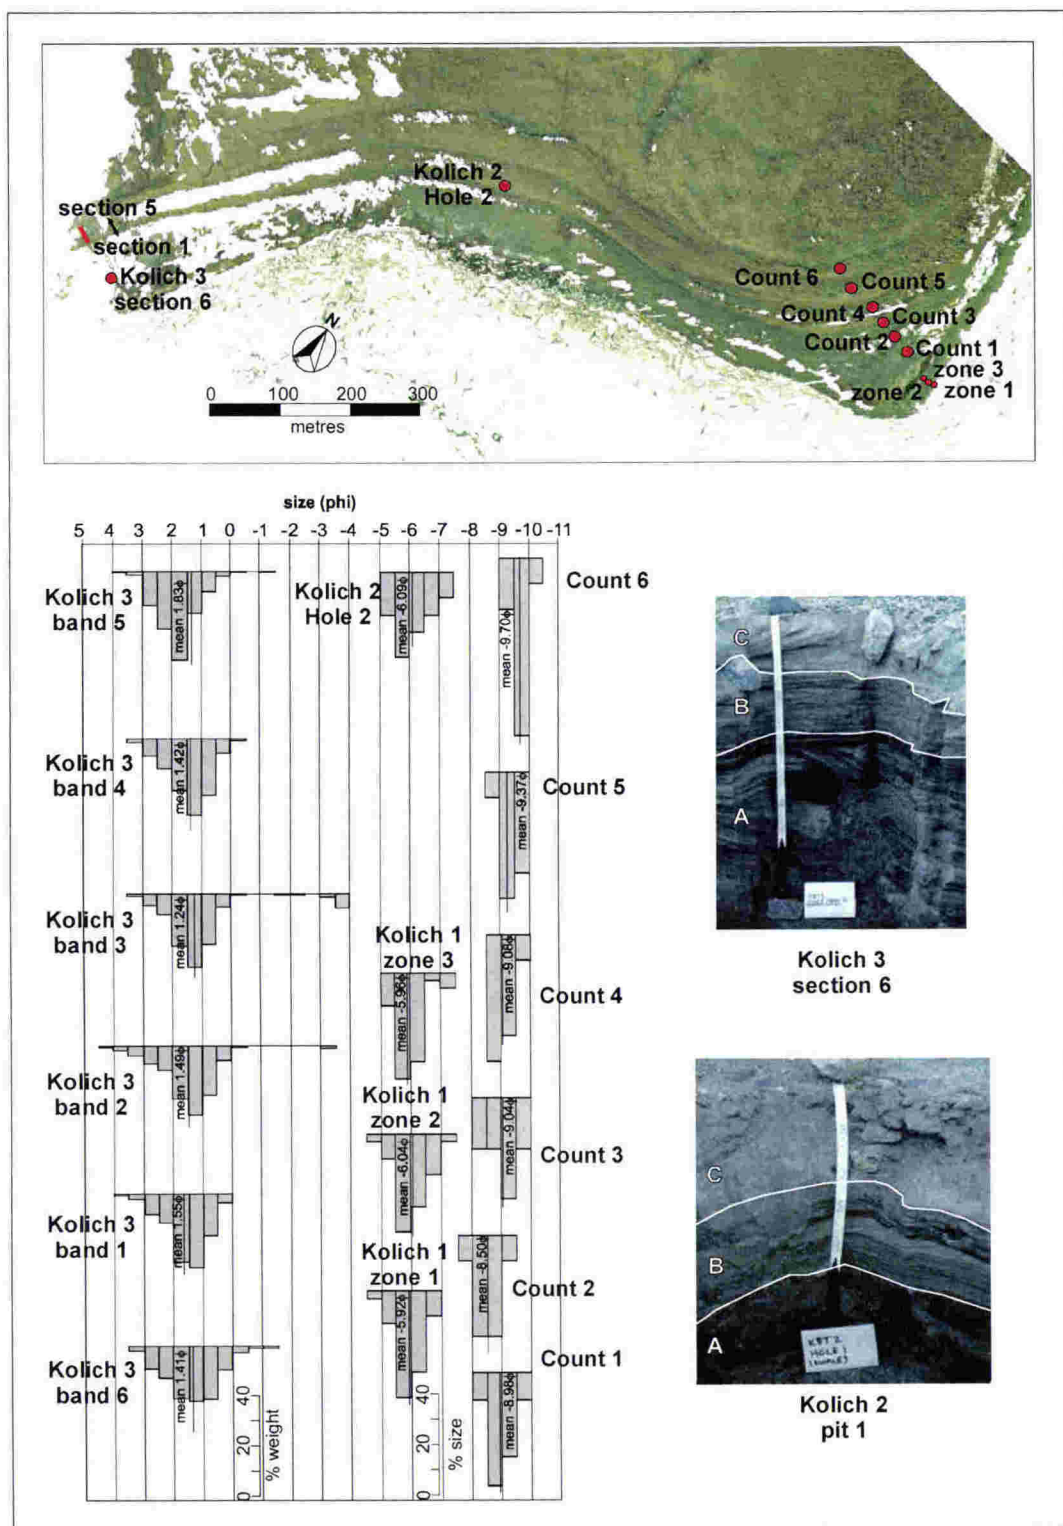 section 5
section 1
Kolich 3
section 6
Kolich 2
Hole 2
Count 6
Count 5
Count 4
Count 3
Count 2
Count 1
zone 3
zone 2
zone 1
N
0 100 200 300
metres
size (phi)
5 4 3 2 1 0 -1 -2 -3 -4 -5 -6 -7 -8 -9 -10 -11
Kolich 3
band 5
mean 1.83ϕ
Kolich 3
band 4
mean 1.42ϕ
Kolich 3
band 3
mean 1.24ϕ
Kolich 3
band 2
mean 1.49ϕ
Kolich 3
band 1
mean 1.55ϕ
Kolich 3
band 6
mean 1.41ϕ
40
20
0
% weight
Kolich 2
Hole 2
mean -6.09ϕ
Kolich 1
zone 3
mean -5.96ϕ
Kolich 1
zone 2
mean -6.04ϕ
Kolich 1
zone 1
mean -5.92ϕ
40
20
0
% size
Count 6
mean -9.70ϕ
Count 5
mean -9.37ϕ
Count 4
mean -9.08ϕ
Count 3
mean -9.04ϕ
Count 2
mean -8.50ϕ
Count 1
mean -8.98ϕ
C
B
A
Kolich 3
section 6
C
B
A
HOLE 1
Kolich 2
pit 1